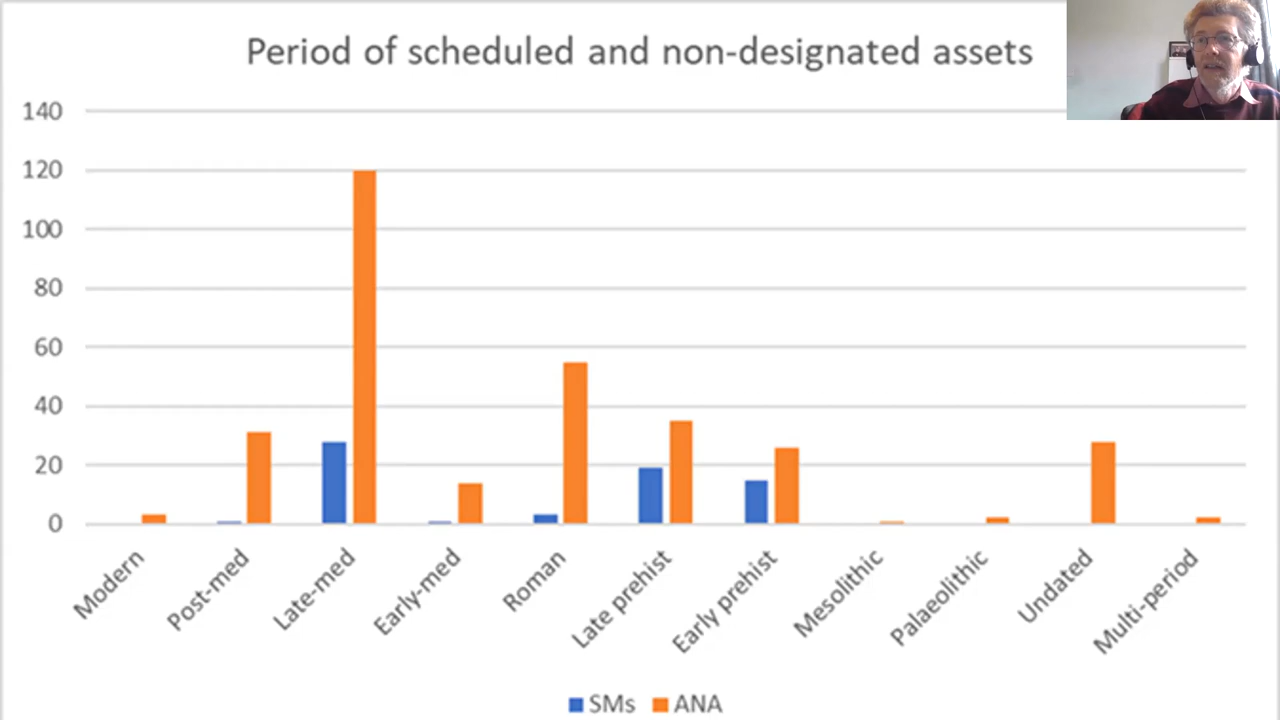 Period of scheduled and non-designated assets
140
120
100
80
60
40
20
0
Modern
Post-med
Late-med
Early-med
Roman
Late prehist
Early prehist
Mesolithic
Palaeolithic
Undated
Multi-period
SMs ANA